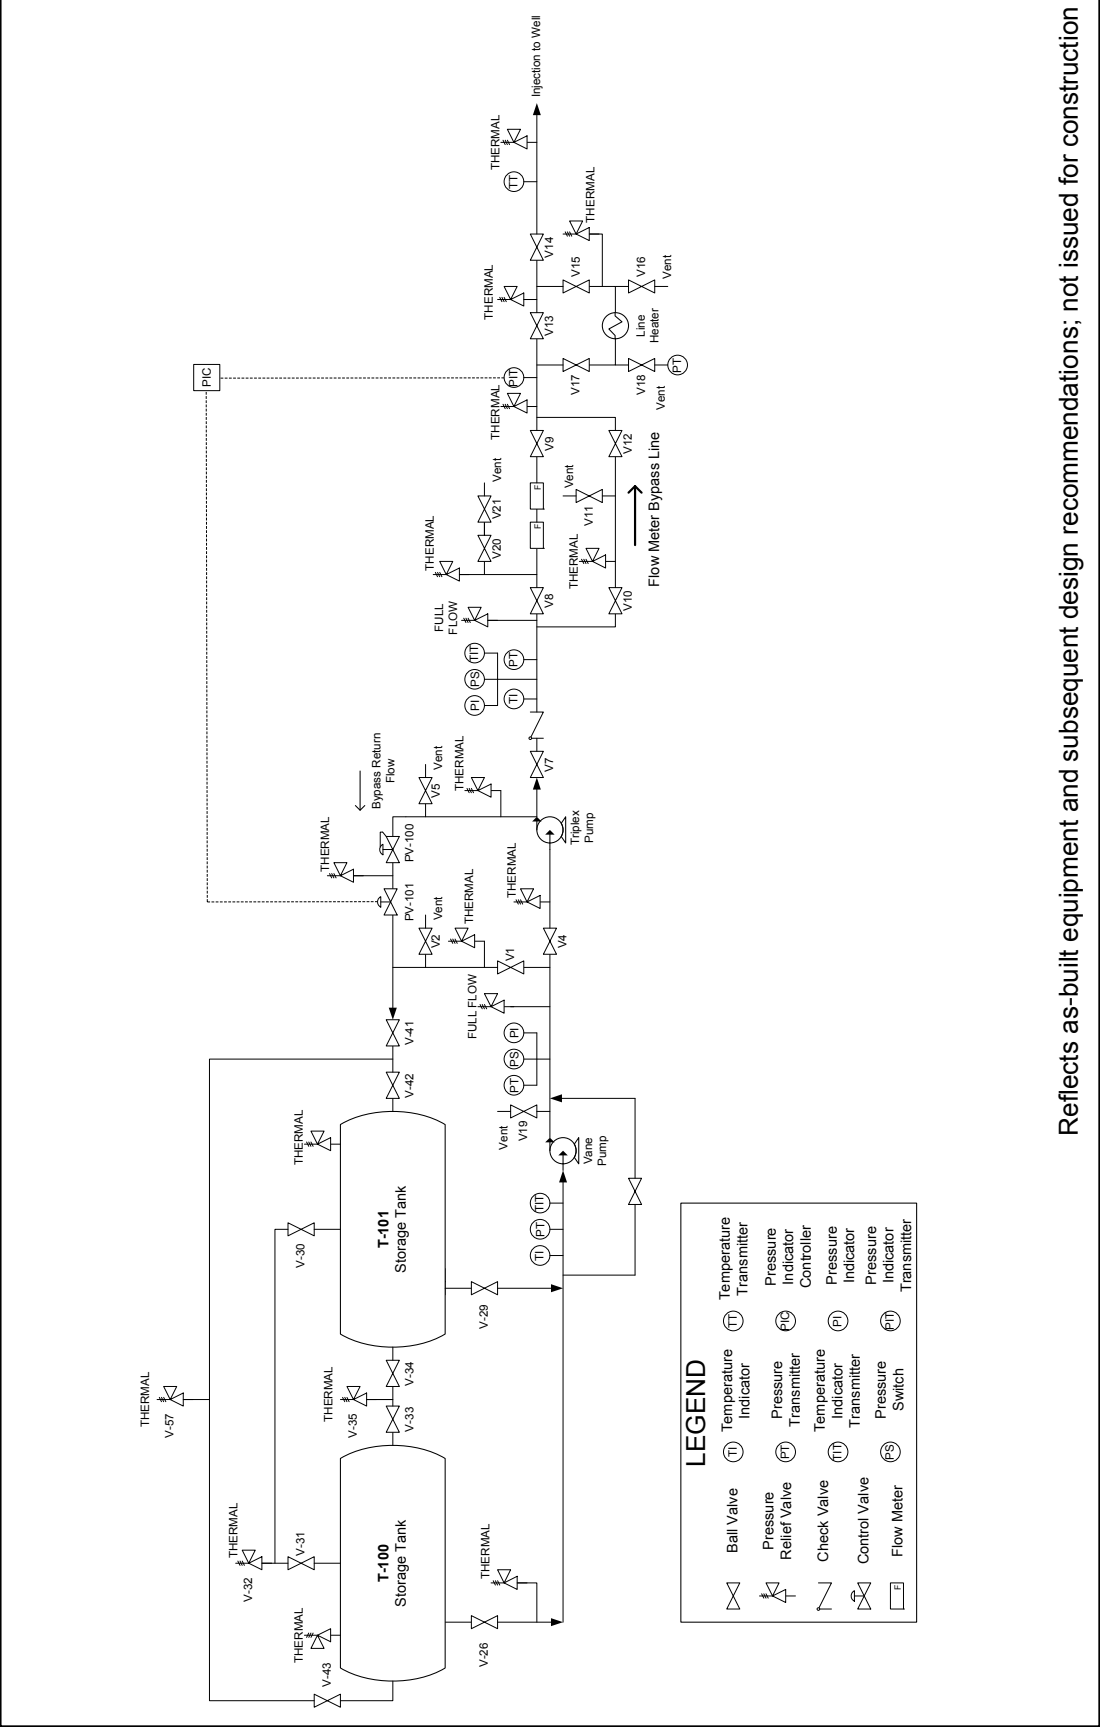 Injection to Well
THERMAL
TT
V14
THERMAL
V15
V16
Vent
THERMAL
V13
Line
Heater
PIC
PIT
V17
V18
Vent
PT
THERMAL
V9
V12
Vent
V11
Flow Meter Bypass Line
F
F
Vent
V21
V20
THERMAL
THERMAL
V8
V10
FULL
FLOW
TIT
PS
PI
PT
TI
V7
Bypass Return
Flow
Vent
V5
THERMAL
PV-100
Triplex
Pump
THERMAL
PV-101
THERMAL
Vent
V2
THERMAL
V1
V4
FULL FLOW
V-41
V-42
PI
PS
PT
Vent
V19
Vane
Pump
THERMAL
V-30
T-101
Storage Tank
TIT
PT
TI
V-29
THERMAL
V-57
THERMAL
V-35
V-34
V-33
THERMAL
V-32
V-31
THERMAL
V-43
T-100
Storage Tank
V-26
THERMAL
LEGEND
Ball Valve
Pressure
Relief Valve
Check Valve
Control Valve
F
Flow Meter
TI
Temperature
Indicator
PT
Pressure
Transmitter
TIT
Temperature
Indicator
Transmitter
PS
Pressure
Switch
TT
Temperature
Transmitter
PIC
Pressure
Indicator
Controller
PI
Pressure
Indicator
PIT
Pressure
Indicator
Transmitter
Reflects as-built equipment and subsequent design recommendations; not issued for construction